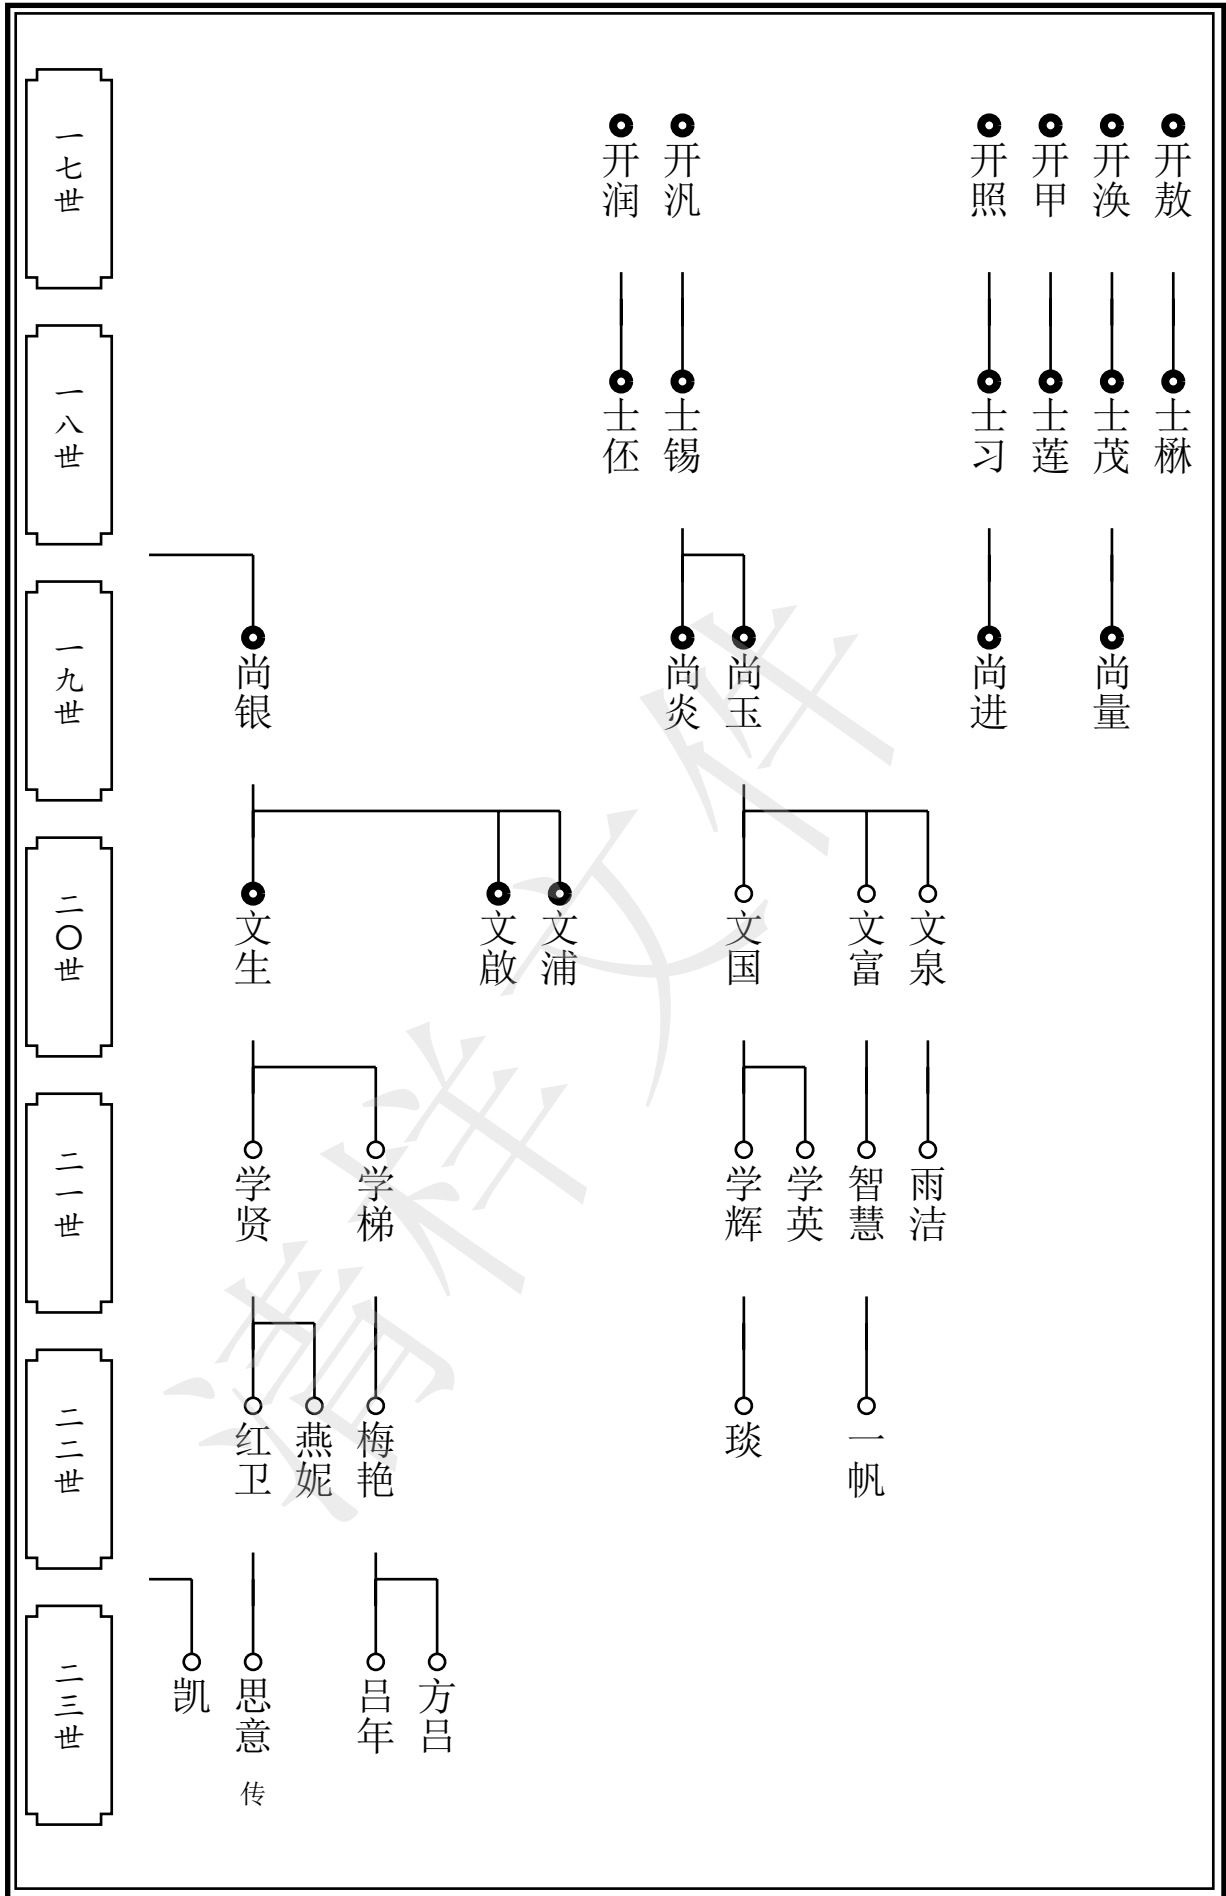 一七世
开敖
开涣
开甲
开照
开汎
开润
一八世
士楙
士茂
士莲
士习
士锡
士伾
一九世
尚量
尚进
尚玉
尚炎
尚银
二〇世
文泉
文富
文国
文浦
文啟
文生
二一世
雨洁
智慧
学英
学辉
学梯
学贤
二二世
一帆
琰
梅艳
燕妮
红卫
二三世
方吕
吕年
思意
传
凯
清样文件